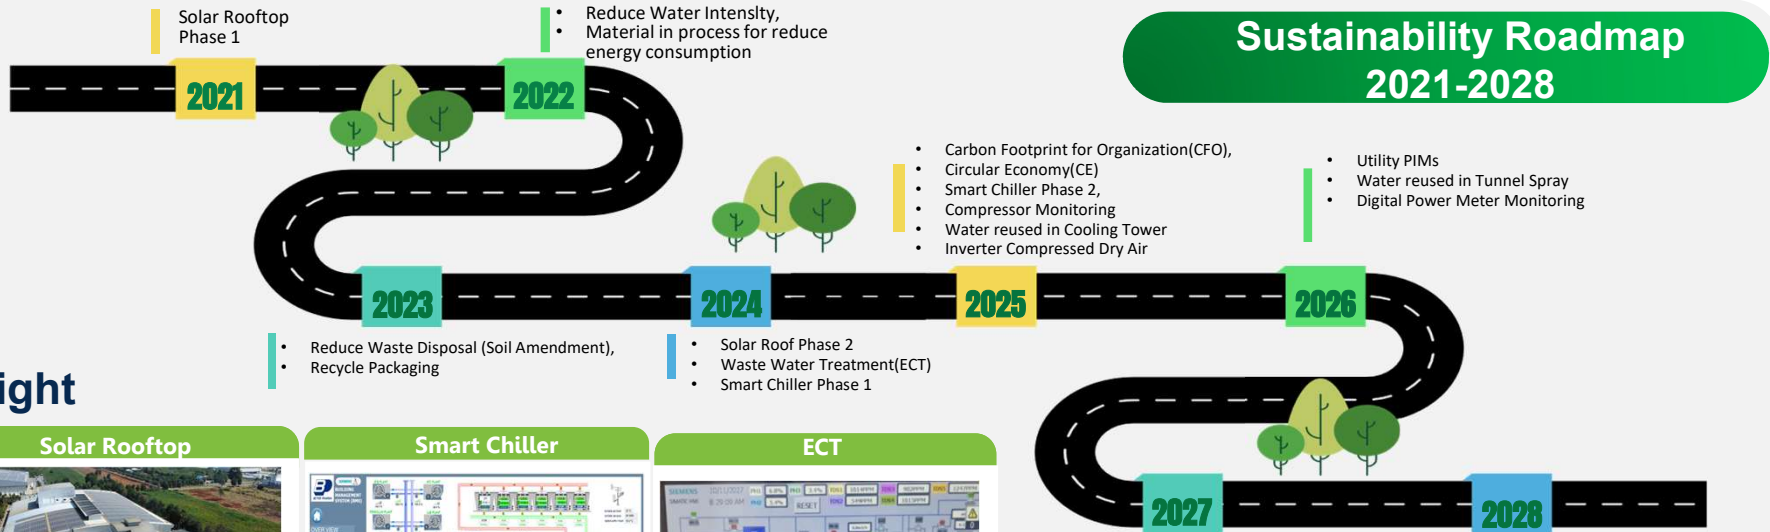 Solar Rooftop
Phase 1
• Reduce Water Intenslty,
• Material in process for reduce
energy consumption
Sustainability Roadmap
2021-2028
2021
2022
• Carbon Footprint for Organization(CFO),
• Circular Economy(CE)
• Smart Chiller Phase 2,
• Compressor Monitoring
• Water reused in Cooling Tower
• Inverter Compressed Dry Air
• Utility PIMs
• Water reused in Tunnel Spray
• Digital Power Meter Monitoring
2023
2024
2025
2026
• Reduce Waste Disposal (Soil Amendment),
• Recycle Packaging
• Solar Roof Phase 2
• Waste Water Treatment(ECT)
• Smart Chiller Phase 1
ight
Solar Rooftop
Smart Chiller
ECT
SIEMENS
RESET
2027
2028